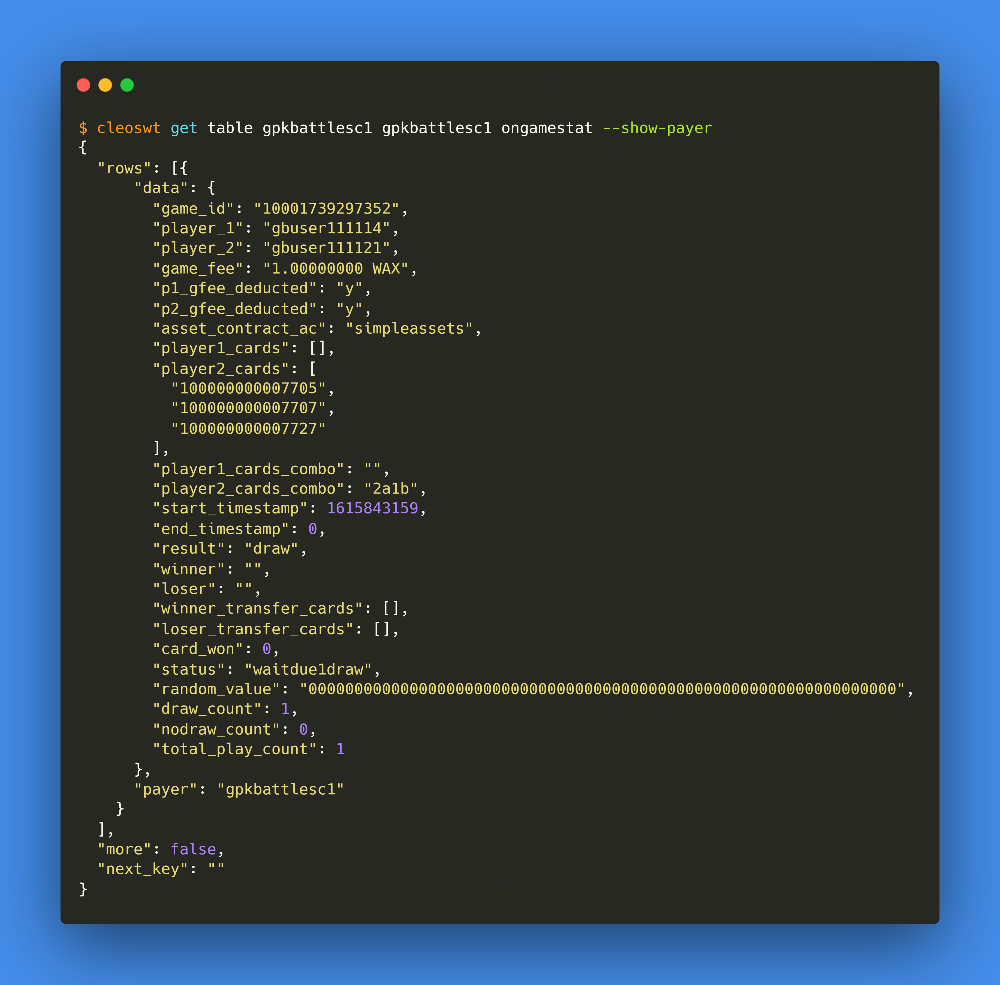 $ cleoswt get table gpkbattlesc1 gpkbattlesc1 ongamestat --show-payer
{
  "rows": [{
      "data": {
        "game_id": "10001739297352",
        "player_1": "gbuser111114",
        "player_2": "gbuser111121",
        "game_fee": "1.00000000 WAX",
        "p1_gfee_deducted": "y",
        "p2_gfee_deducted": "y",
        "asset_contract_ac": "simpleassets",
        "player1_cards": [],
        "player2_cards": [
          "100000000007705",
          "100000000007707",
          "100000000007727"
        ],
        "player1_cards_combo": "",
        "player2_cards_combo": "2a1b",
        "start_timestamp": 1615843159,
        "end_timestamp": 0,
        "result": "draw",
        "winner": "",
        "loser": "",
        "winner_transfer_cards": [],
        "loser_transfer_cards": [],
        "card_won": 0,
        "status": "waitdue1draw",
        "random_value": "0000000000000000000000000000000000000000000000000000000000000000",
        "draw_count": 1,
        "nodraw_count": 0,
        "total_play_count": 1
      },
      "payer": "gpkbattlesc1"
    }
  ],
  "more": false,
  "next_key": ""
}